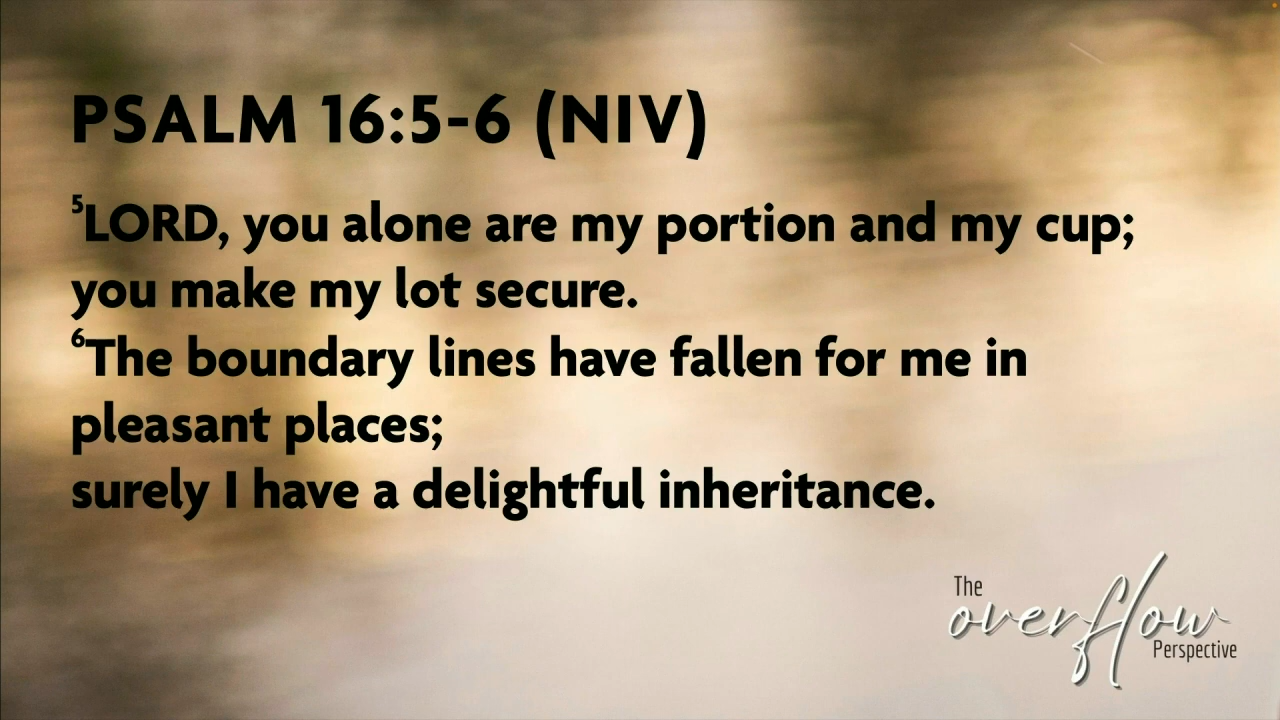 PSALM 16:5-6 (NIV)
⁵LORD, you alone are my portion and my cup;
you make my lot secure.
⁶The boundary lines have fallen for me in
pleasant places;
surely I have a delightful inheritance.
The
overflow
Perspective